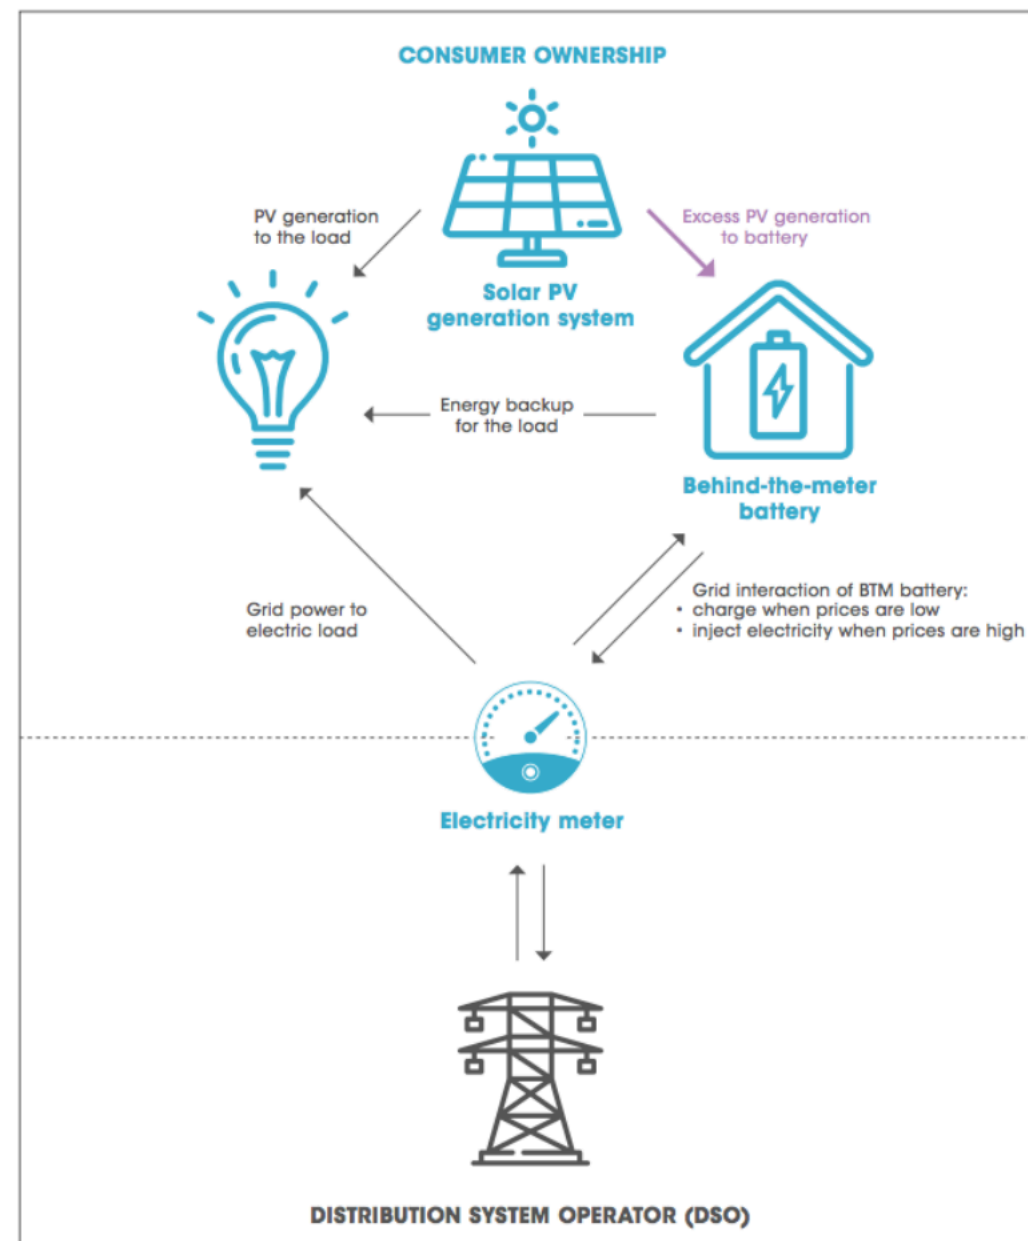 CONSUMER OWNERSHIP
PV generation
to the load
Excess PV generation
to battery
Solar PV
generation system
Energy backup
for the load
Behind-the-meter
battery
Grid power to
electric load
Grid interaction of BTM battery:
• charge when prices are low
• inject electricity when prices are high
Electricity meter
DISTRIBUTION SYSTEM OPERATOR (DSO)